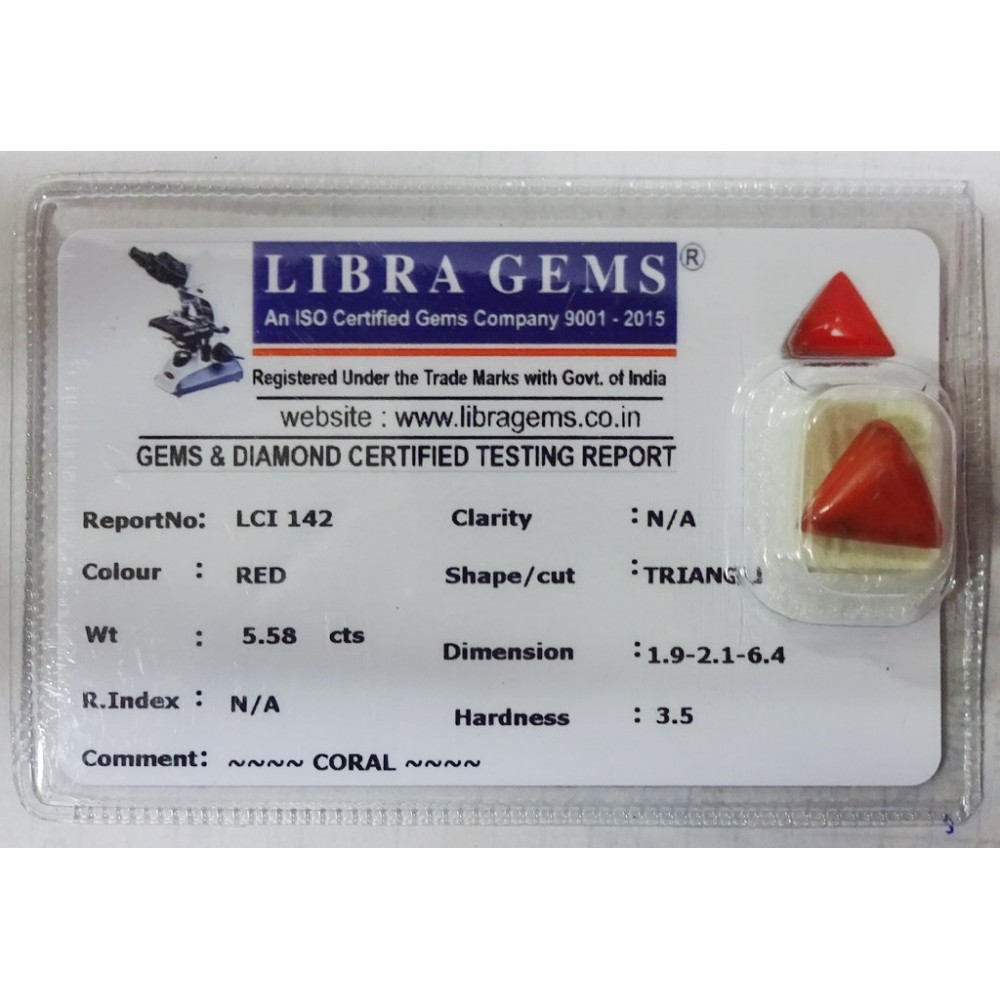 LIBRA GEMS ®
An ISO Certified Gems Company 9001 - 2015
Registered Under the Trade Marks with Govt. of India
website : www.libragems.co.in
GEMS & DIAMOND CERTIFIED TESTING REPORT
ReportNo: LCI 142 Clarity : N/A
Colour : RED Shape/cut :
Wt : 5.58 cts Dimension : 1.9-2.1-6.4
R.Index : N/A Hardness : 3.5
Comment: ~~~~ CORAL ~~~~